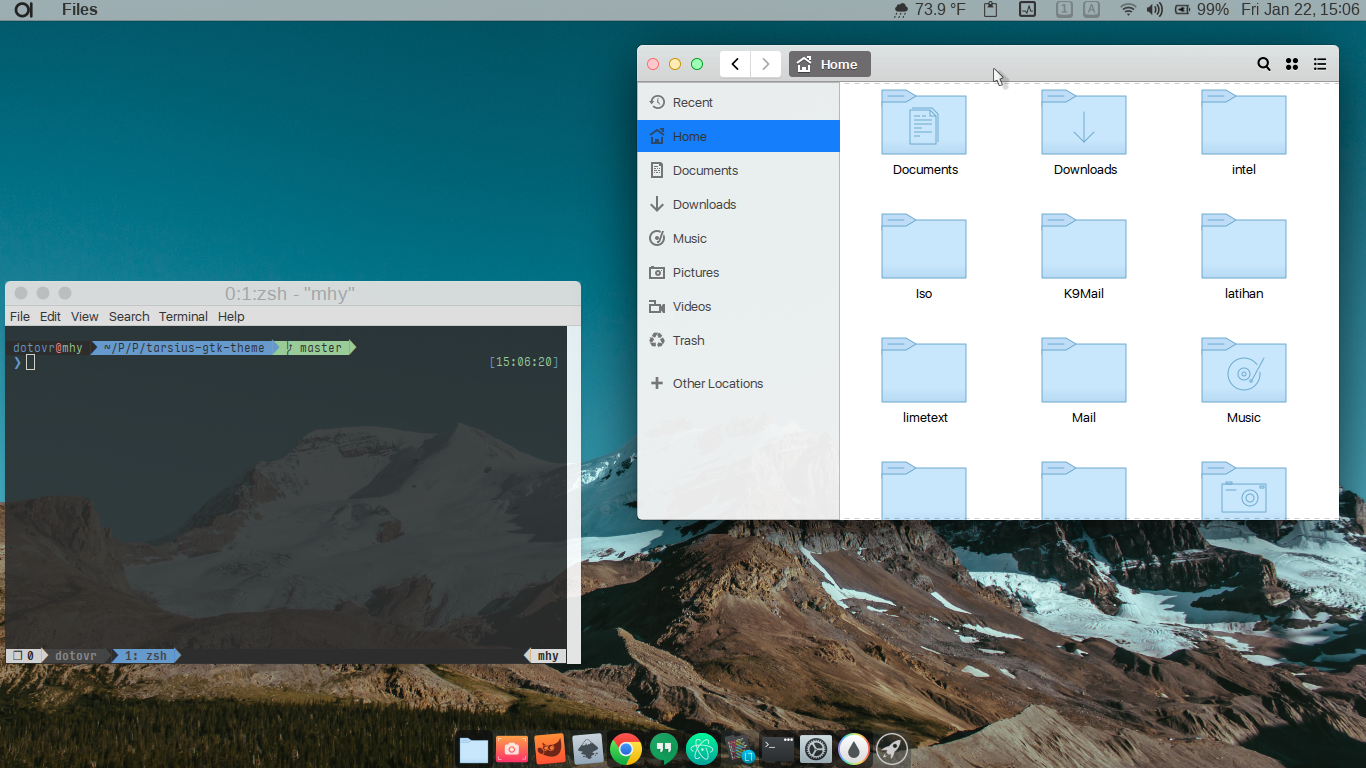 Files
73.9 °F
1
A
99%
Fri Jan 22, 15:06
Home
Recent
Home
Documents
Downloads
Music
Pictures
Videos
Trash
Other Locations
Documents
Downloads
intel
Iso
K9Mail
latihan
limetext
Mail
Music
0:1:zsh - "mhy"
File Edit View Search Terminal Help
dotovr@mhy ~/P/P/tarsius-gtk-theme master
❯ [15:06:20]
❐ 0 dotovr 1: zsh mhy